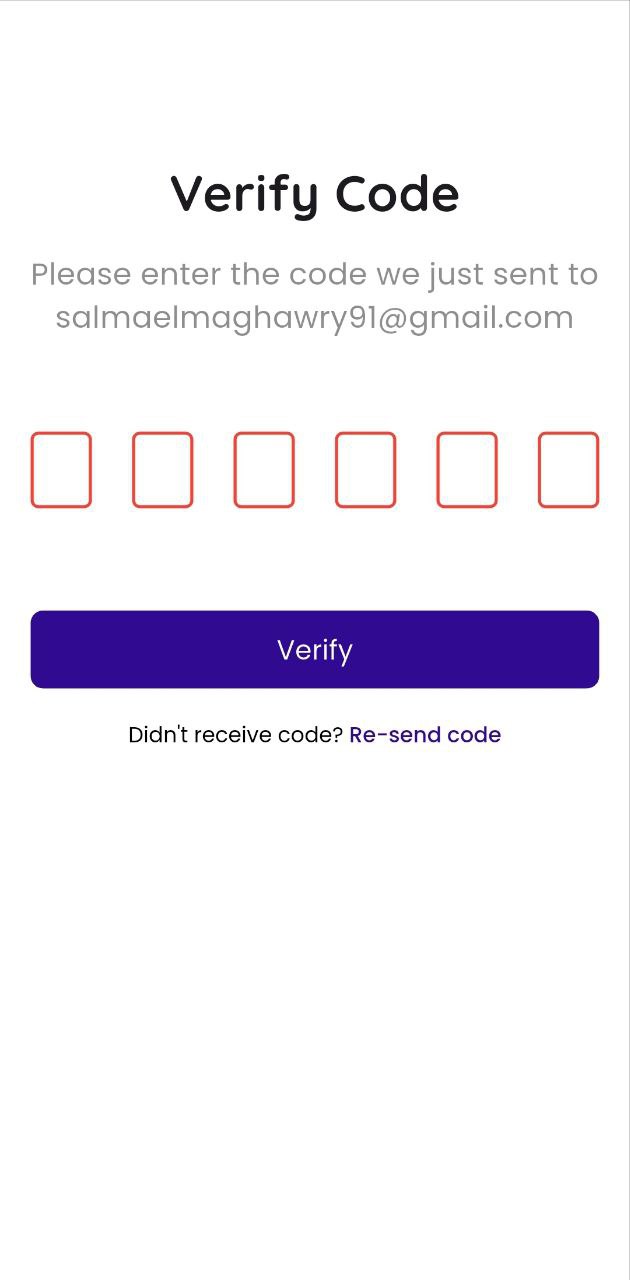 Verify Code
Please enter the code we just sent to
salmaelmaghawry91@gmail.com
Verify
Didn't receive code? Re-send code